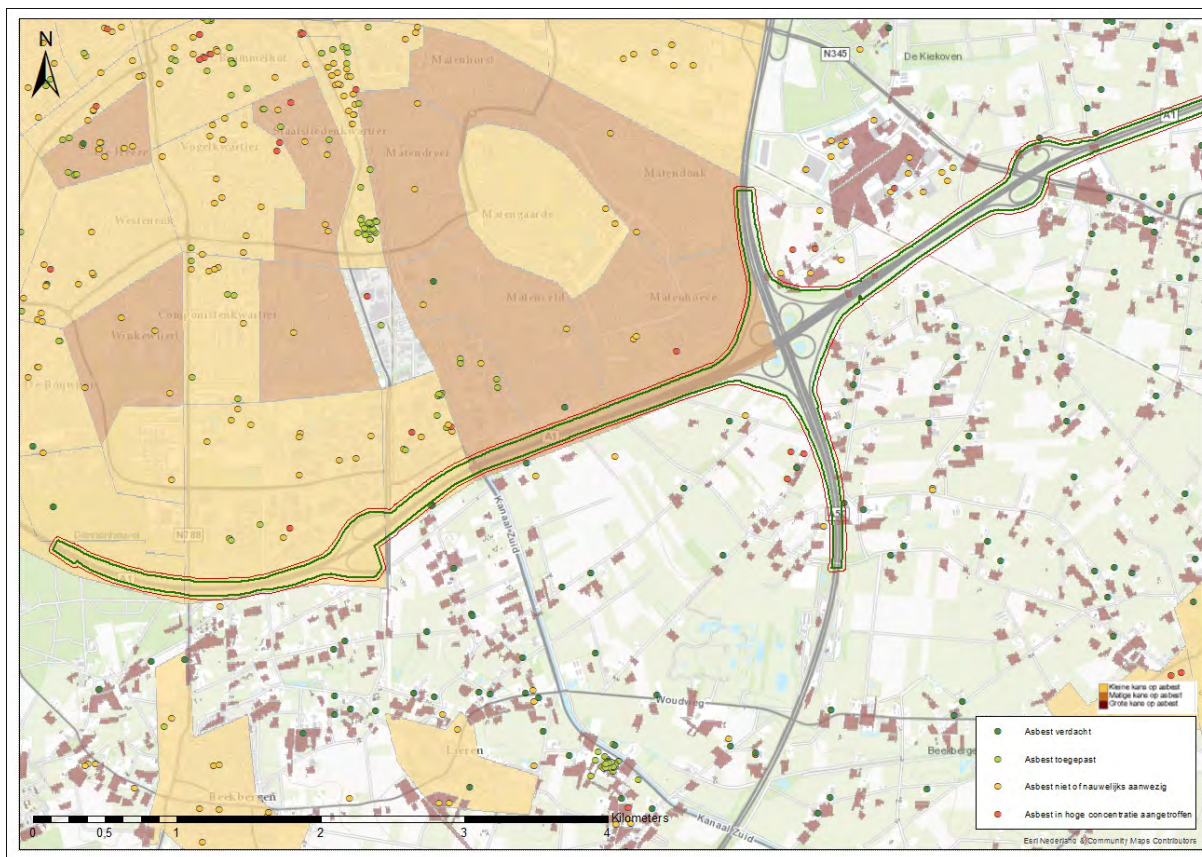 N
N345
De Kiekoven
Matenhorst
A1
Staatsliedenkwartier
Vogelkwartier
Matendreef
Matendonk
Westenenk
Matengaarde
Matenveld
Matenhoeve
Componistenkwartier
Winkewijert
A1
Kanaal Zuid
N788
A1
Woudweg
Lieren
Beekbergen
Kanaal Zuid
Kleine kans op asbest
Matige kans op asbest
Grote kans op asbest
Asbest verdacht
Asbest toegepast
Asbest niet of nauwelijks aanwezig
Asbest in hoge concentratie aangetroffen
0 0,5 1 2 3 4 Kilometers
Esri Nederland & Community Maps Contributors